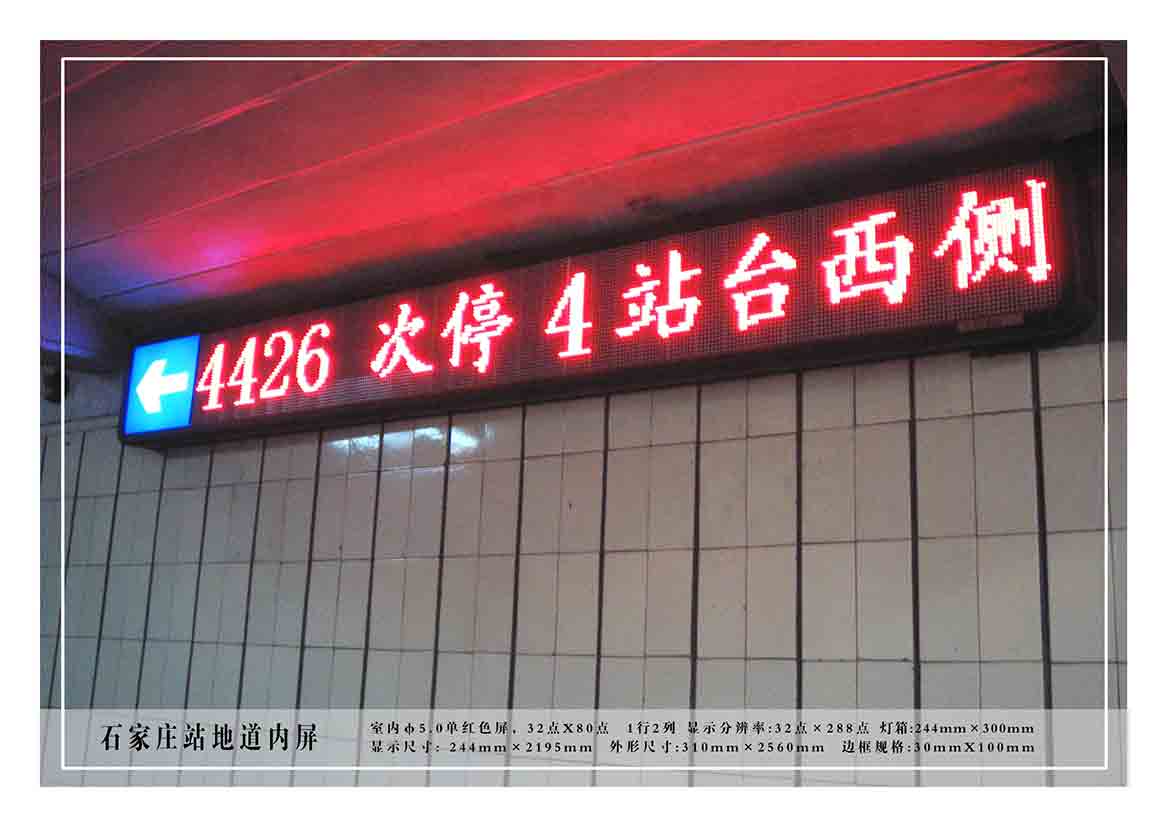 4426 次停 4 站台西侧
石家庄站地道内屏
室内ф5.0单红色屏，32点X80点 1行2列 显示分辨率:32点×288点 灯箱:244mm×300mm
显示尺寸: 244mm×2195mm 外形尺寸:310mm×2560mm 边框规格:30mmX100mm